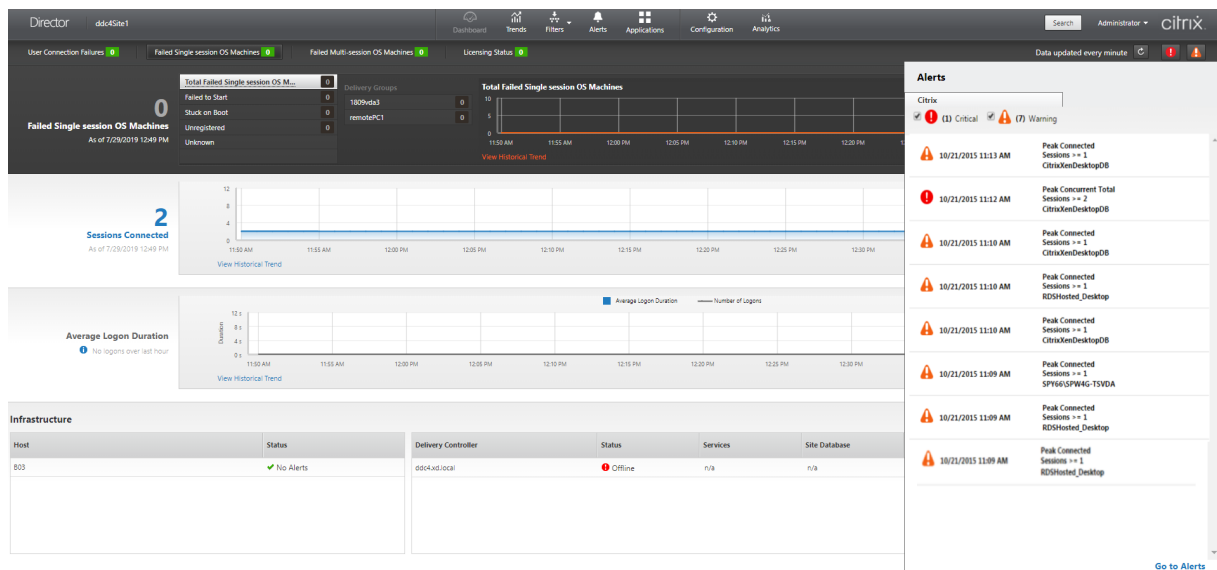 Director ddc4Site1 Dashboard Trends Filters Alerts Applications Configuration Analytics Search Administrator citrix
User Connection Failures 0 Failed Single session OS Machines 0 Failed Multi-session OS Machines 0 Licensing Status 0 Data updated every minute
0
Failed Single session OS Machines
As of 7/29/2019 12:49 PM
Total Failed Single session OS M... 0
Failed to Start 0
Stuck on Boot 0
Unregistered 0
Unknown
Delivery Groups
1809vda3 0
remotePC1 0
Total Failed Single session OS Machines
10
5
0
11:50 AM 11:55 AM 12:00 PM 12:05 PM 12:10 PM 12:15 PM 12:20 PM
View Historical Trend
2
Sessions Connected
As of 7/29/2019 12:49 PM
12
8
4
0
11:50 AM 11:55 AM 12:00 PM 12:05 PM 12:10 PM 12:15 PM 12:20 PM 12:25 PM 12:30 PM
View Historical Trend
Average Logon Duration
No logons over last hour
Average Logon Duration Number of Logons
Duration
12 s
8 s
4 s
0 s
11:50 AM 11:55 AM 12:00 PM 12:05 PM 12:10 PM 12:15 PM 12:20 PM 12:25 PM 12:30 PM
View Historical Trend
Infrastructure
Host Status
B03 No Alerts
Delivery Controller Status Services Site Database
ddc4.xd.local Offline n/a n/a
Alerts
Citrix
(1) Critical (7) Warning
10/21/2015 11:13 AM
Peak Connected
Sessions >= 1
CitrixXenDesktopDB
10/21/2015 11:12 AM
Peak Concurrent Total
Sessions >= 2
CitrixXenDesktopDB
10/21/2015 11:10 AM
Peak Connected
Sessions >= 1
CitrixXenDesktopDB
10/21/2015 11:10 AM
Peak Connected
Sessions >= 1
RDSHosted_Desktop
10/21/2015 11:10 AM
Peak Connected
Sessions >= 1
CitrixXenDesktopDB
10/21/2015 11:09 AM
Peak Connected
Sessions >= 1
SPY66\SPW4G-TSVDA
10/21/2015 11:09 AM
Peak Connected
Sessions >= 1
RDSHosted_Desktop
10/21/2015 11:09 AM
Peak Connected
Sessions >= 1
RDSHosted_Desktop
Go to Alerts